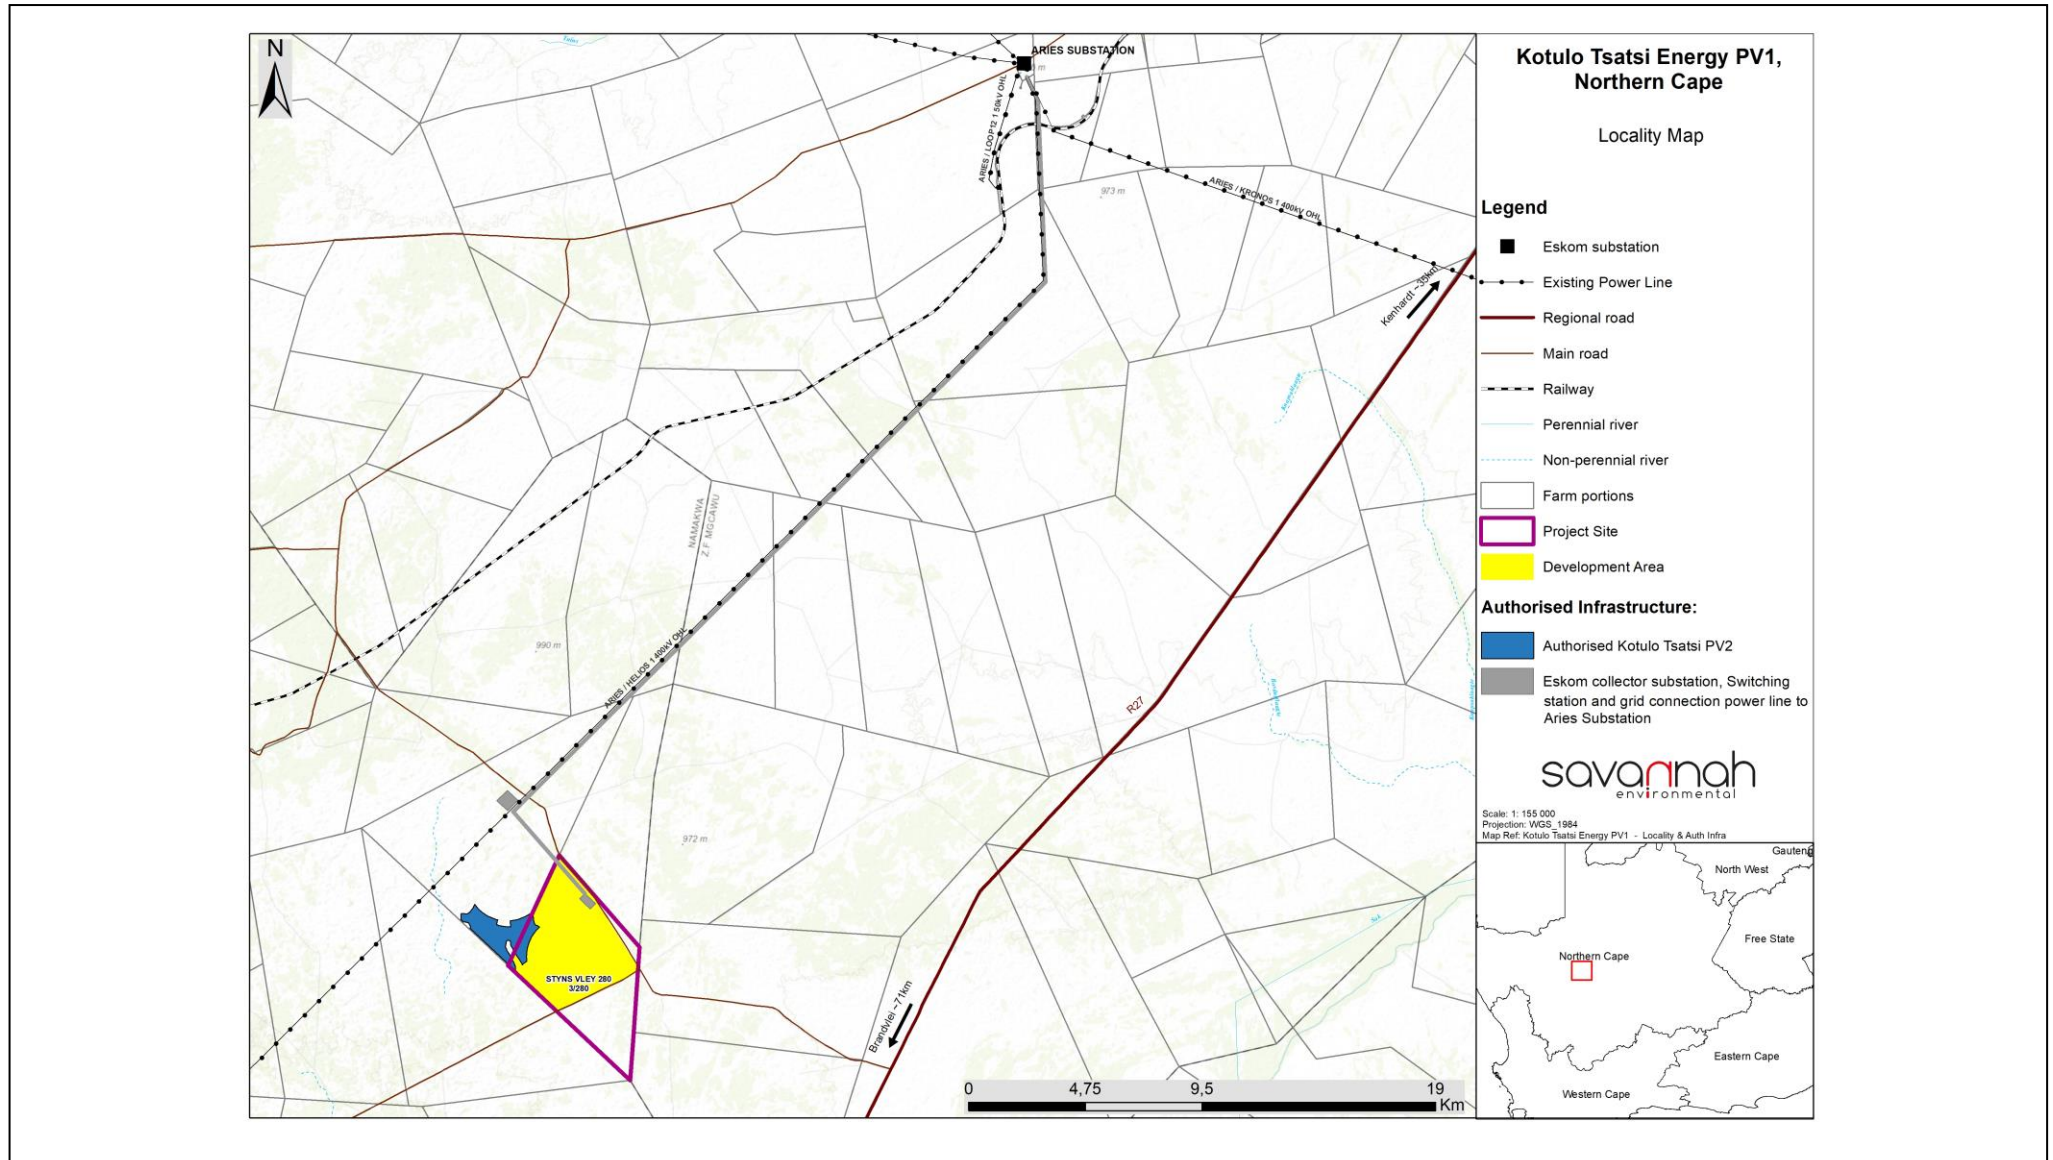 N
Tuins
ARIES SUBSTATION
ARIES / LOOP12 1 50kV OHL
973 m
ARIES / KRONOS 1 400kV OHL
Kenhardt ~35km
NAMAKWA
Z F MGCAWU
990 m
ARIES / HELIOS 1 400kV OHL
R27
972 m
STYNS VLEY 280
3/280
Brandvlei ~71km
Sak
0 4,75 9,5 19
Km
Kotulo Tsatsi Energy PV1,
Northern Cape
Locality Map
Legend
Eskom substation
Existing Power Line
Regional road
Main road
Railway
Perennial river
Non-perennial river
Farm portions
Project Site
Development Area
Authorised Infrastructure:
Authorised Kotulo Tsatsi PV2
Eskom collector substation, Switching
station and grid connection power line to
Aries Substation
savannah
environmental
Scale: 1: 155 000
Projection: WGS_1984
Map Ref: Kotulo Tsatsi Energy PV1 - Locality & Auth Infra
Gauteng
North West
Free State
Northern Cape
Eastern Cape
Western Cape